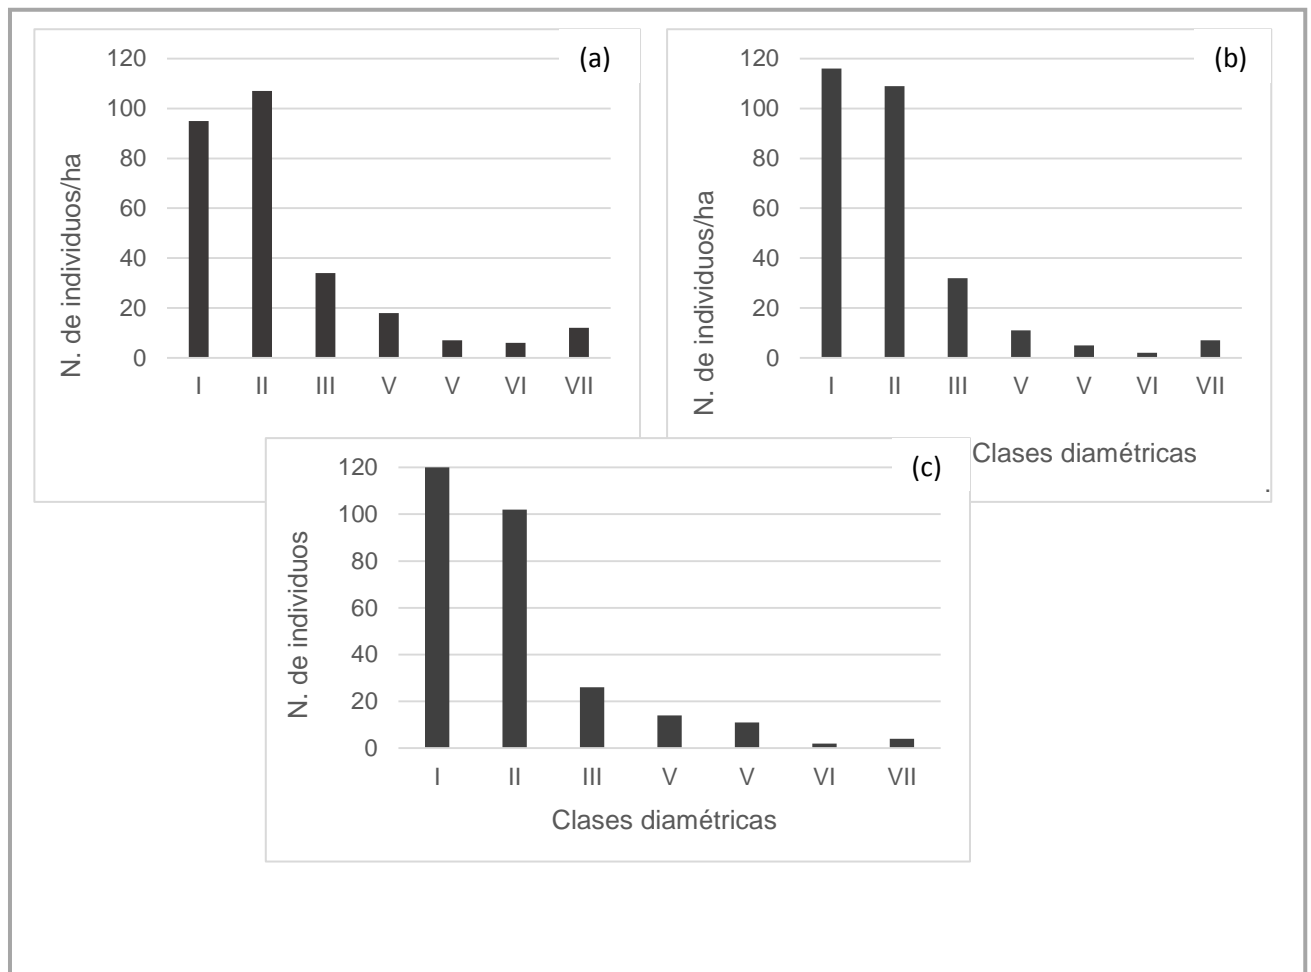 (a)
N. de individuos/ha
120
100
80
60
40
20
0
I II III V V VI VII
(b)
N. de individuos/ha
120
100
80
60
40
20
0
I II III V V VI VII
Clases diamétricas
.
(c)
N. de individuos
120
100
80
60
40
20
0
I II III V V VI VII
Clases diamétricas